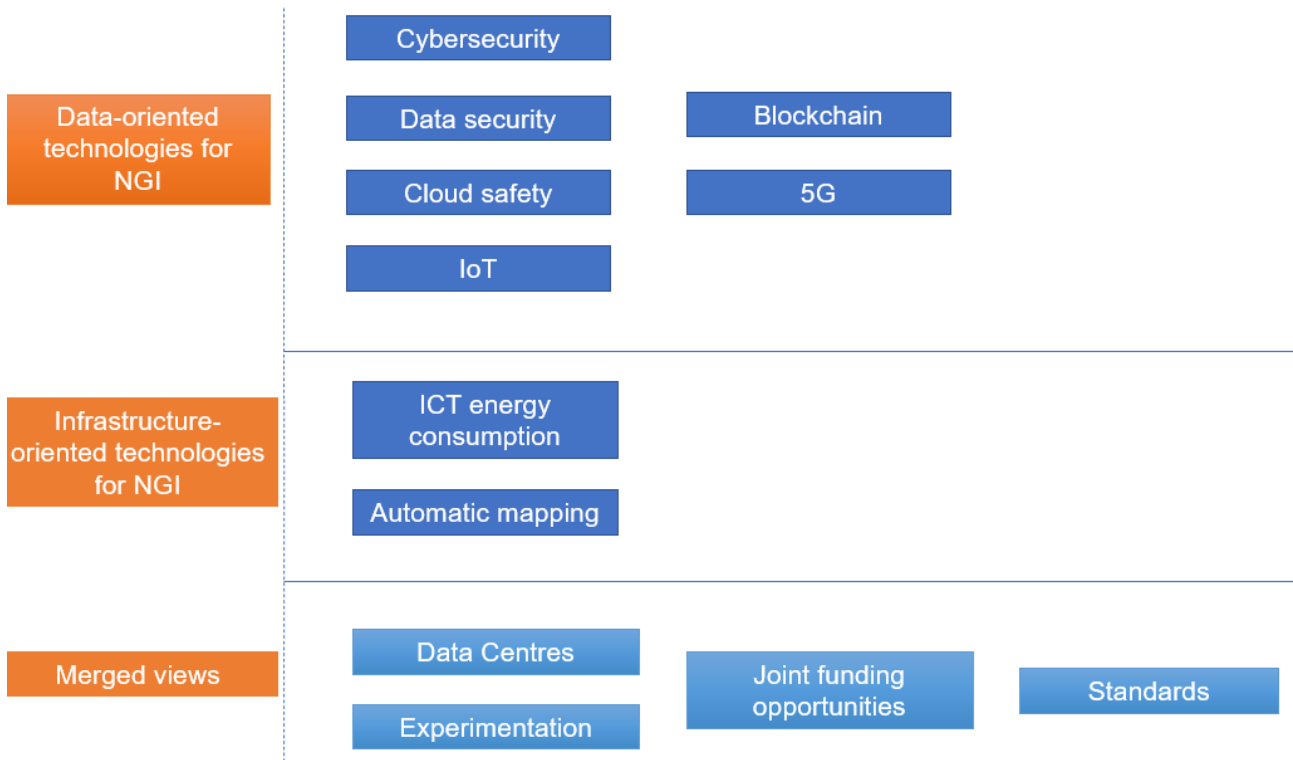 Data-oriented
technologies for
NGI
Cybersecurity
Data security
Cloud safety
IoT
Blockchain
5G
Infrastructure-
oriented technologies
for NGI
ICT energy
consumption
Automatic mapping
Merged views
Data Centres
Experimentation
Joint funding
opportunities
Standards